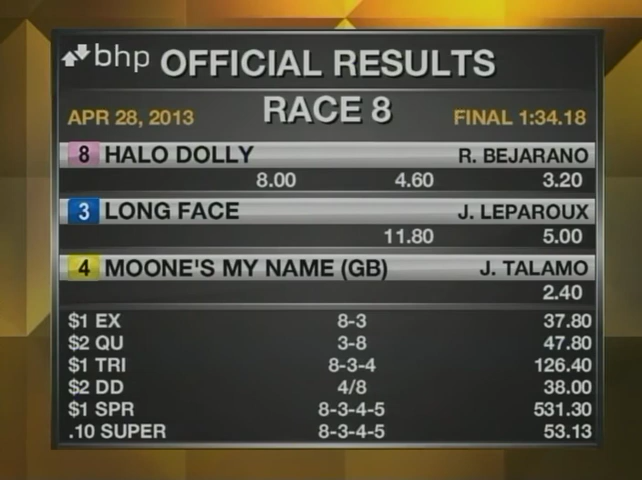 bhp OFFICIAL RESULTS
APR 28, 2013 RACE 8 FINAL 1:34.18
8 HALO DOLLY R. BEJARANO
8.00 4.60 3.20
3 LONG FACE J. LEPAROUX
11.80 5.00
4 MOONE'S MY NAME (GB) J. TALAMO
2.40
$1 EX 8-3 37.80
$2 QU 3-8 47.80
$1 TRI 8-3-4 126.40
$2 DD 4/8 38.00
$1 SPR 8-3-4-5 531.30
.10 SUPER 8-3-4-5 53.13